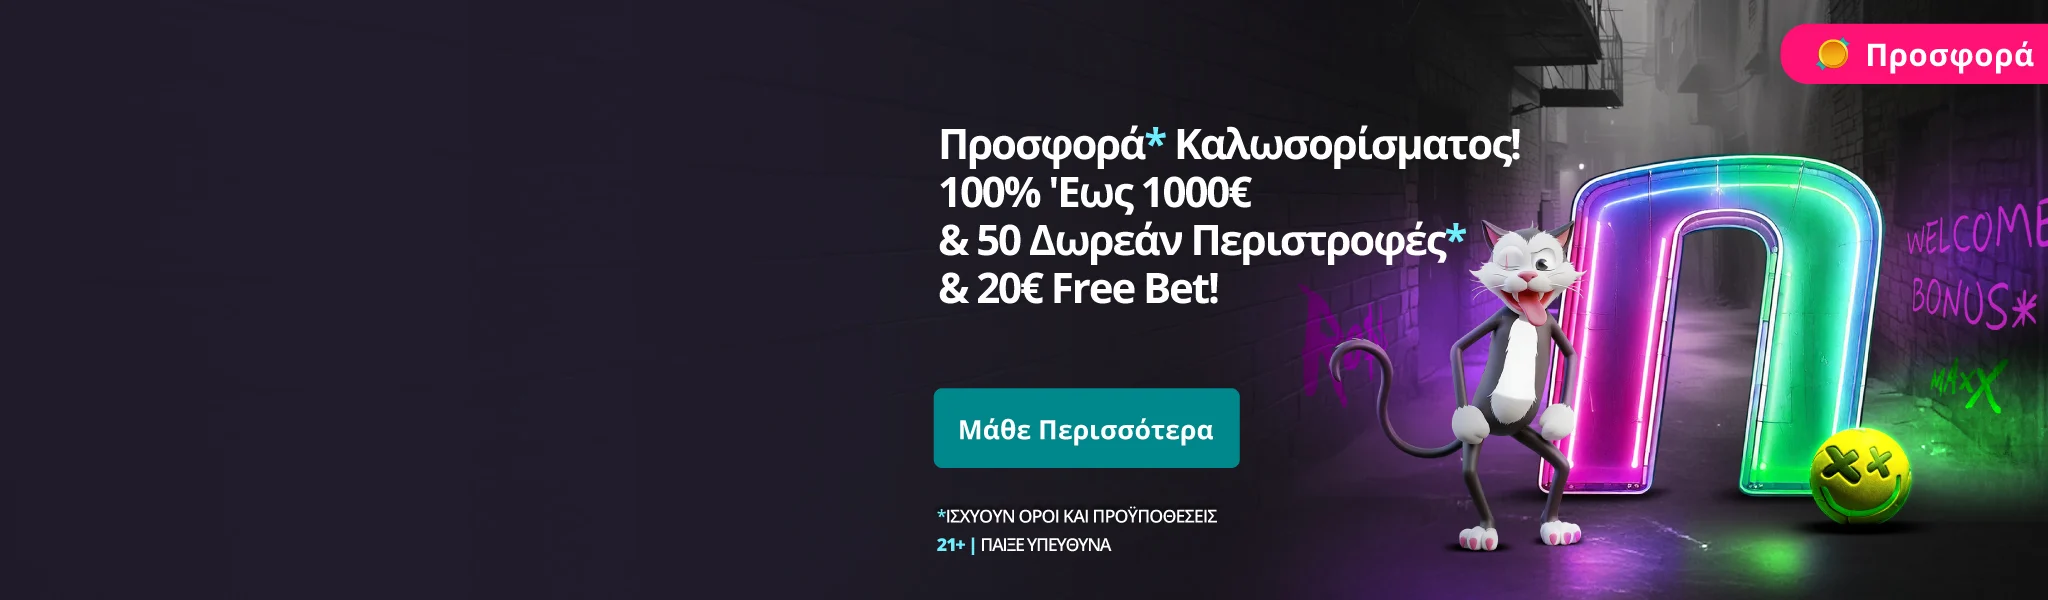 Προσφορά
Προσφορά* Καλωσορίσματος!
100% 'Εως 1000€
& 50 Δωρεάν Περιστροφές*
& 20€ Free Bet!
WELCOME
BONUS*
MAXX
Μάθε Περισσότερα
*ΙΣΧΥΟΥΝ ΟΡΟΙ ΚΑΙ ΠΡΟΫΠΟΘΕΣΕΙΣ
21+ | ΠΑΙΞΕ ΥΠΕΥΘΥΝΑ